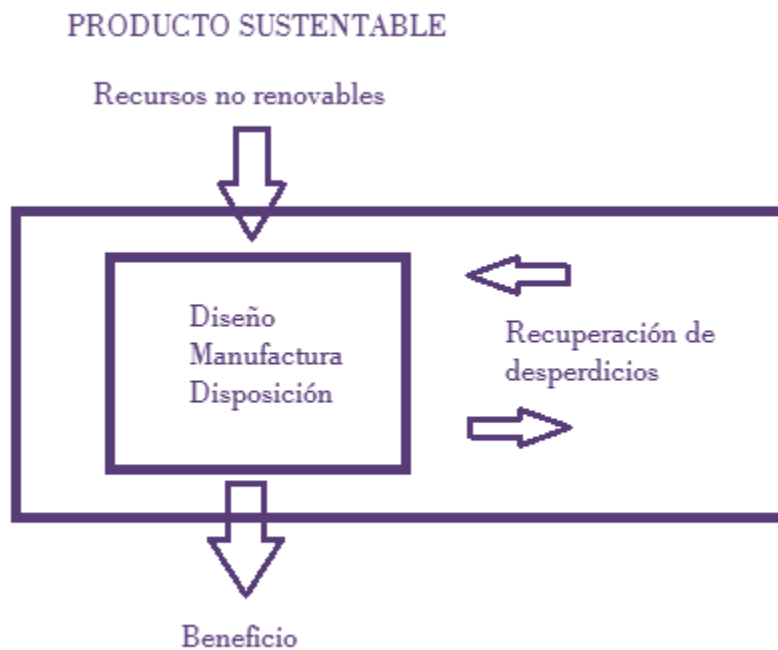 PRODUCTO SUSTENTABLE
Recursos no renovables
Diseño
Manufactura
Disposición
Recuperación de
desperdicios
Beneficio